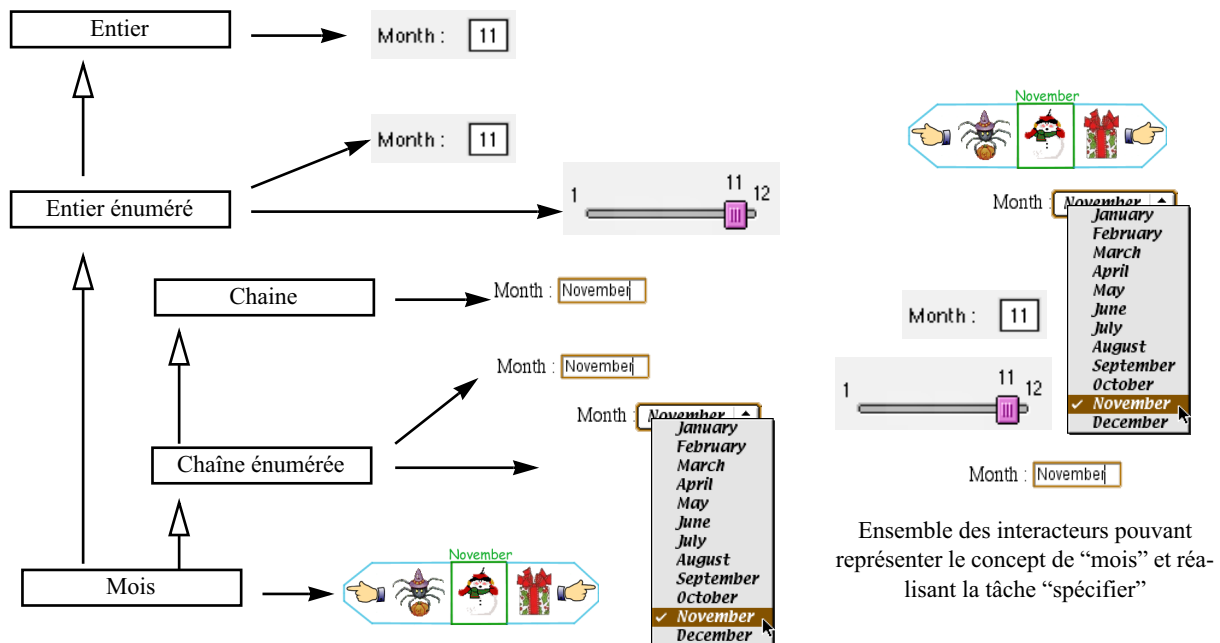 Entier
Month : 11
Month : 11
Entier énuméré
1 11 12
Chaine
Month : November
Month : November
Chaîne énumérée
Month : November
January
February
March
April
May
June
July
August
September
October
✓ November
December
Mois
November
November
Month : November
January
February
March
April
May
June
July
August
September
October
✓ November
December
Month : 11
1 11 12
Month : November
Ensemble des interacteurs pouvant
représenter le concept de “mois” et réa-
lisant la tâche “spécifier”